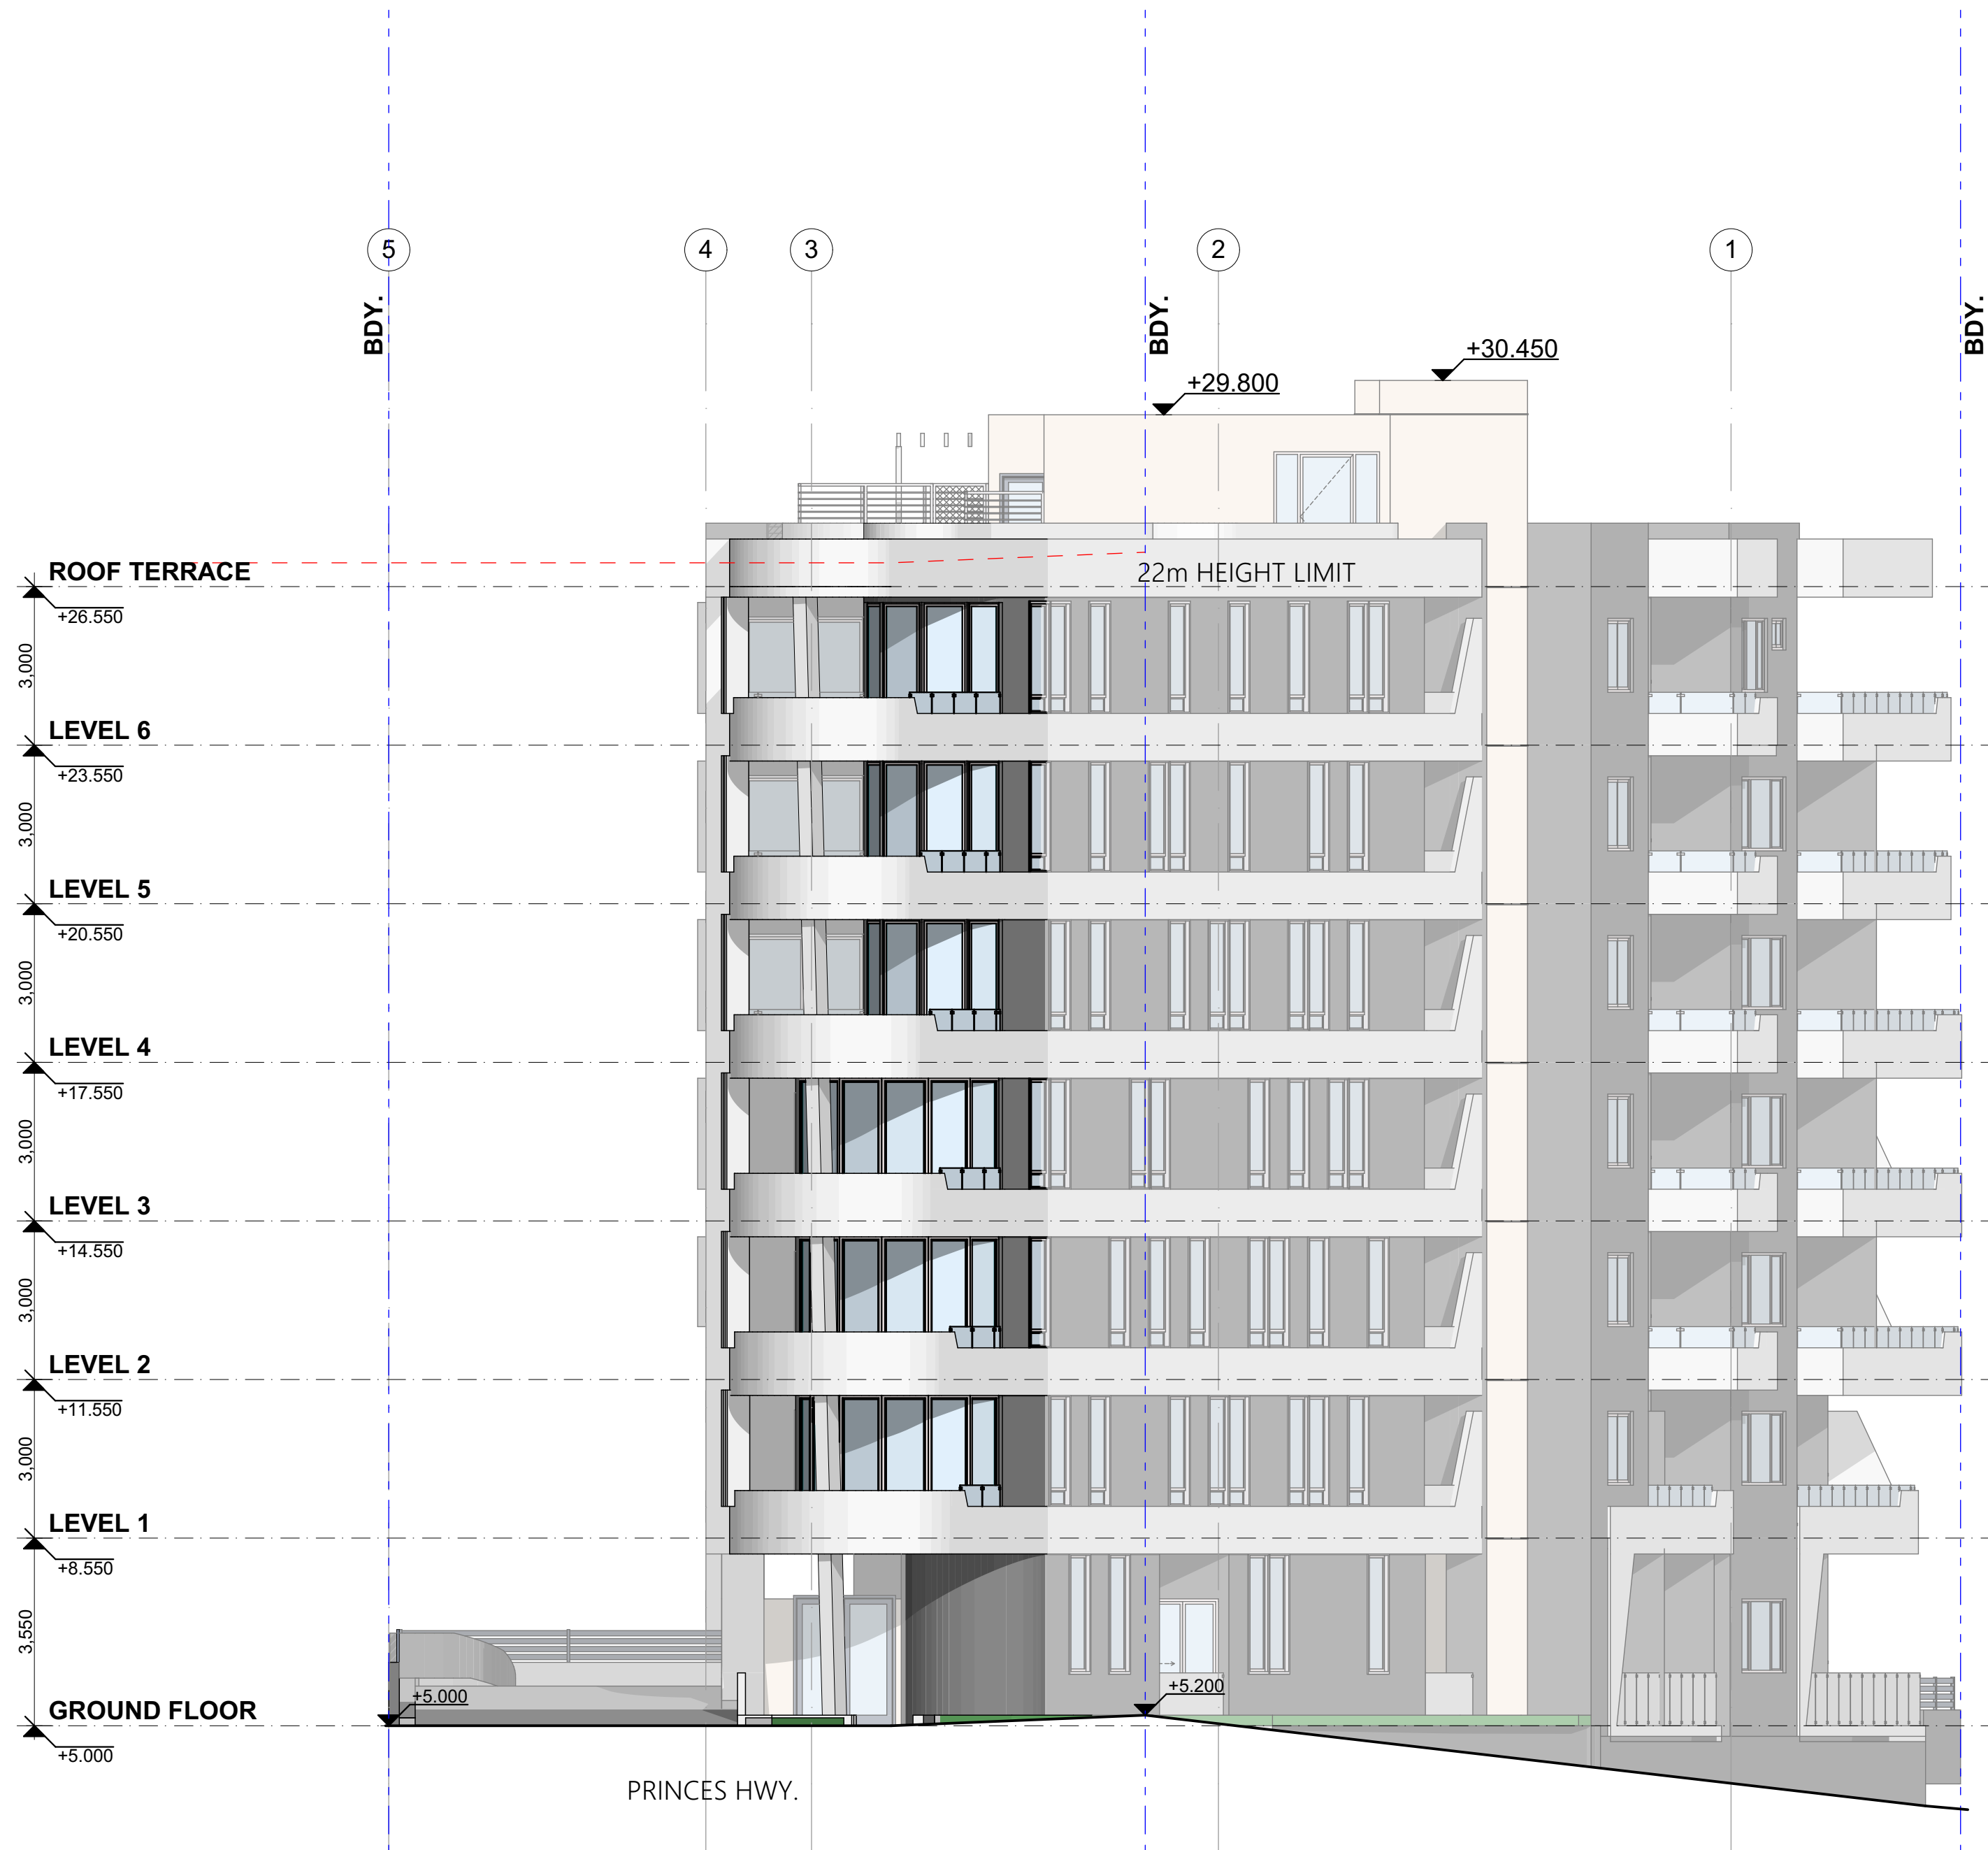 5
4
3
2
1
BDY.
BDY.
BDY.
+30.450
+29.800
22m HEIGHT LIMIT
ROOF TERRACE
+26.550
3,000
LEVEL 6
+23.550
3,000
LEVEL 5
+20.550
3,000
LEVEL 4
+17.550
3,000
LEVEL 3
+14.550
3,000
LEVEL 2
+11.550
3,000
LEVEL 1
+8.550
3,550
+5.000
+5.200
GROUND FLOOR
+5.000
PRINCES HWY.